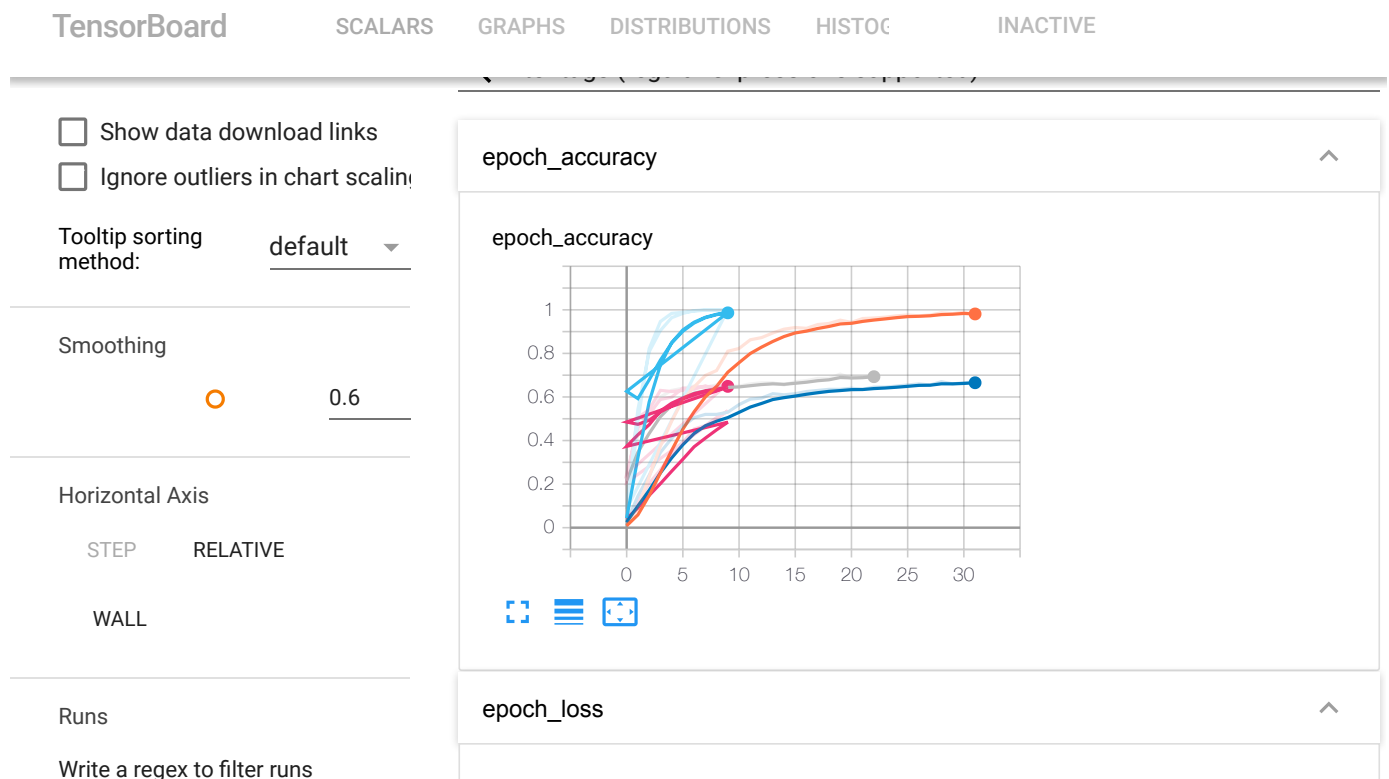 TensorBoard SCALARS GRAPHS DISTRIBUTIONS HISTOG INACTIVE
Show data download links
Ignore outliers in chart scaling
Tooltip sorting
method:
default
Smoothing
0.6
Horizontal Axis
STEP RELATIVE
WALL
Runs
Write a regex to filter runs
epoch_accuracy
epoch_accuracy
1
0.8
0.6
0.4
0.2
0
0 5 10 15 20 25 30
epoch_loss